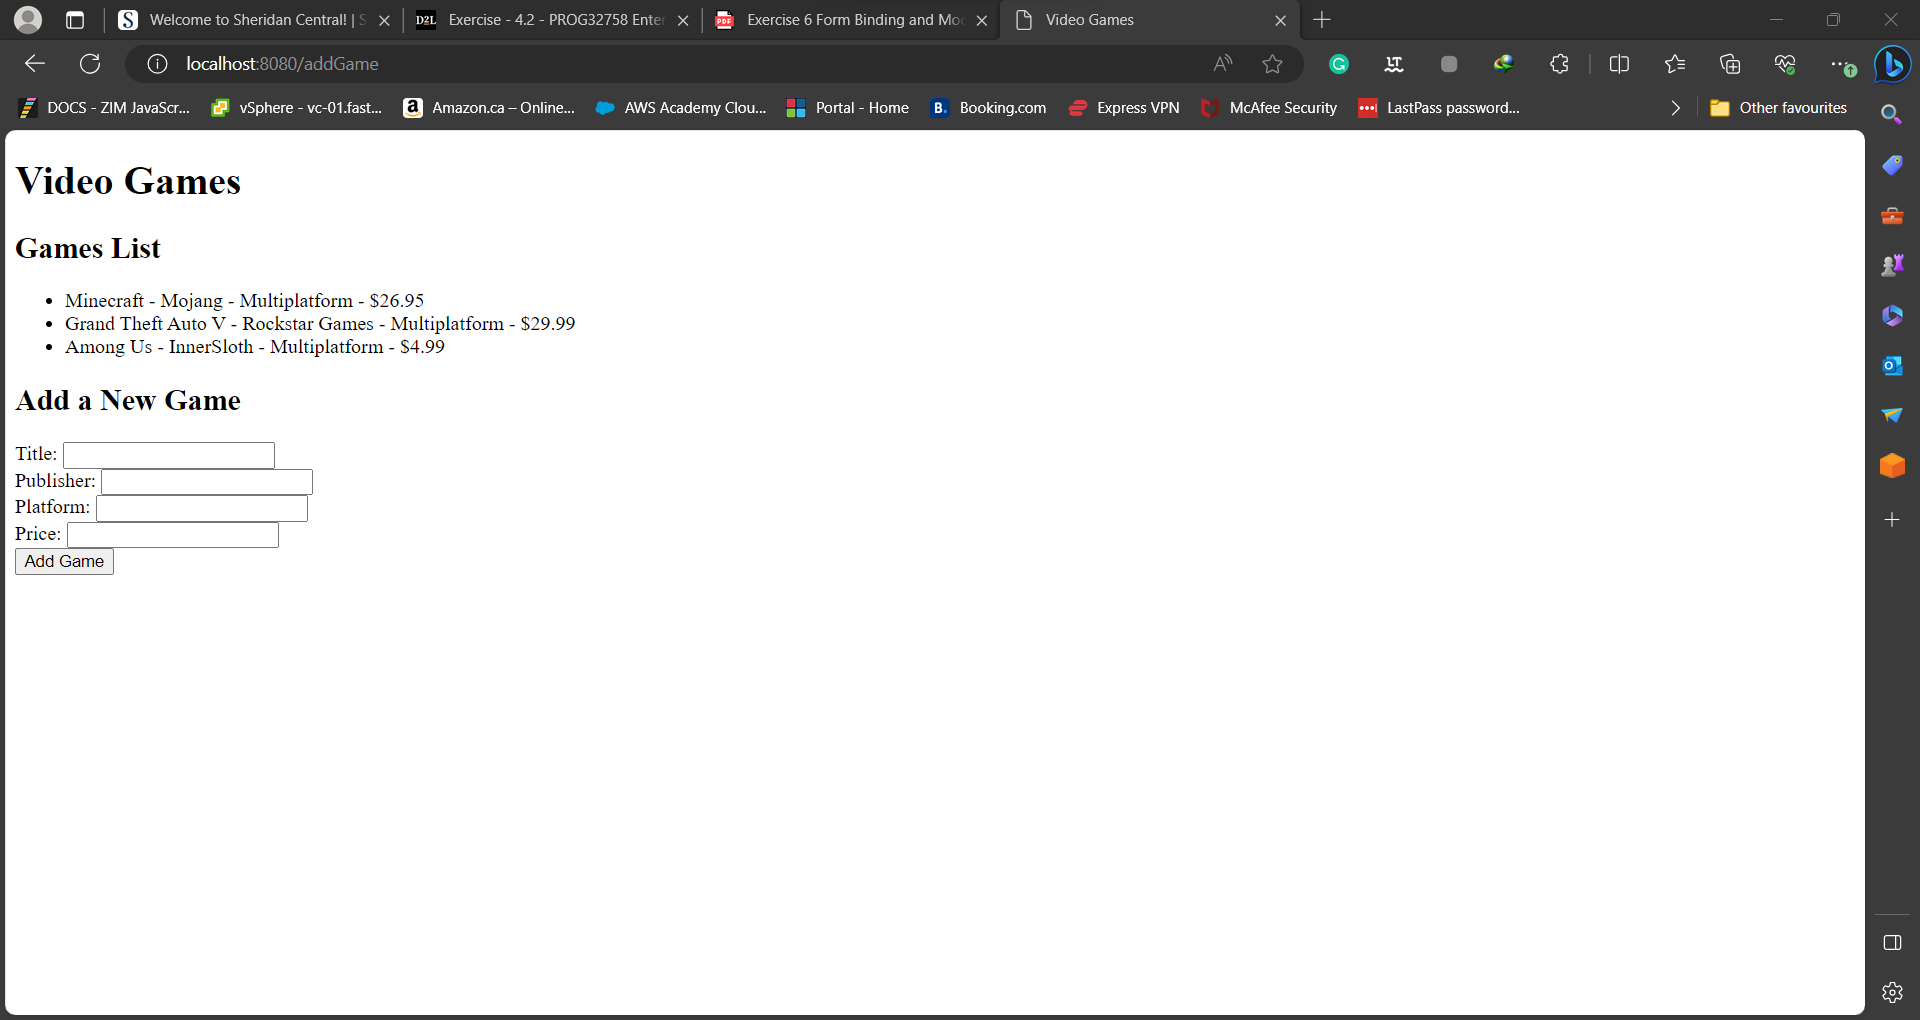 Welcome to Sheridan Central! | S
D2L Exercise - 4.2 - PROG32758 Enter
PDF Exercise 6 Form Binding and Mod
Video Games
localhost:8080/addGame
DOCS - ZIM JavaScr...
vSphere - vc-01.fast...
Amazon.ca – Online...
AWS Academy Clou...
Portal - Home
B. Booking.com
Express VPN
McAfee Security
LastPass password...
Other favourites
Video Games
Games List
• Minecraft - Mojang - Multiplatform - $26.95
• Grand Theft Auto V - Rockstar Games - Multiplatform - $29.99
• Among Us - InnerSloth - Multiplatform - $4.99
Add a New Game
Title:
Publisher:
Platform:
Price:
Add Game